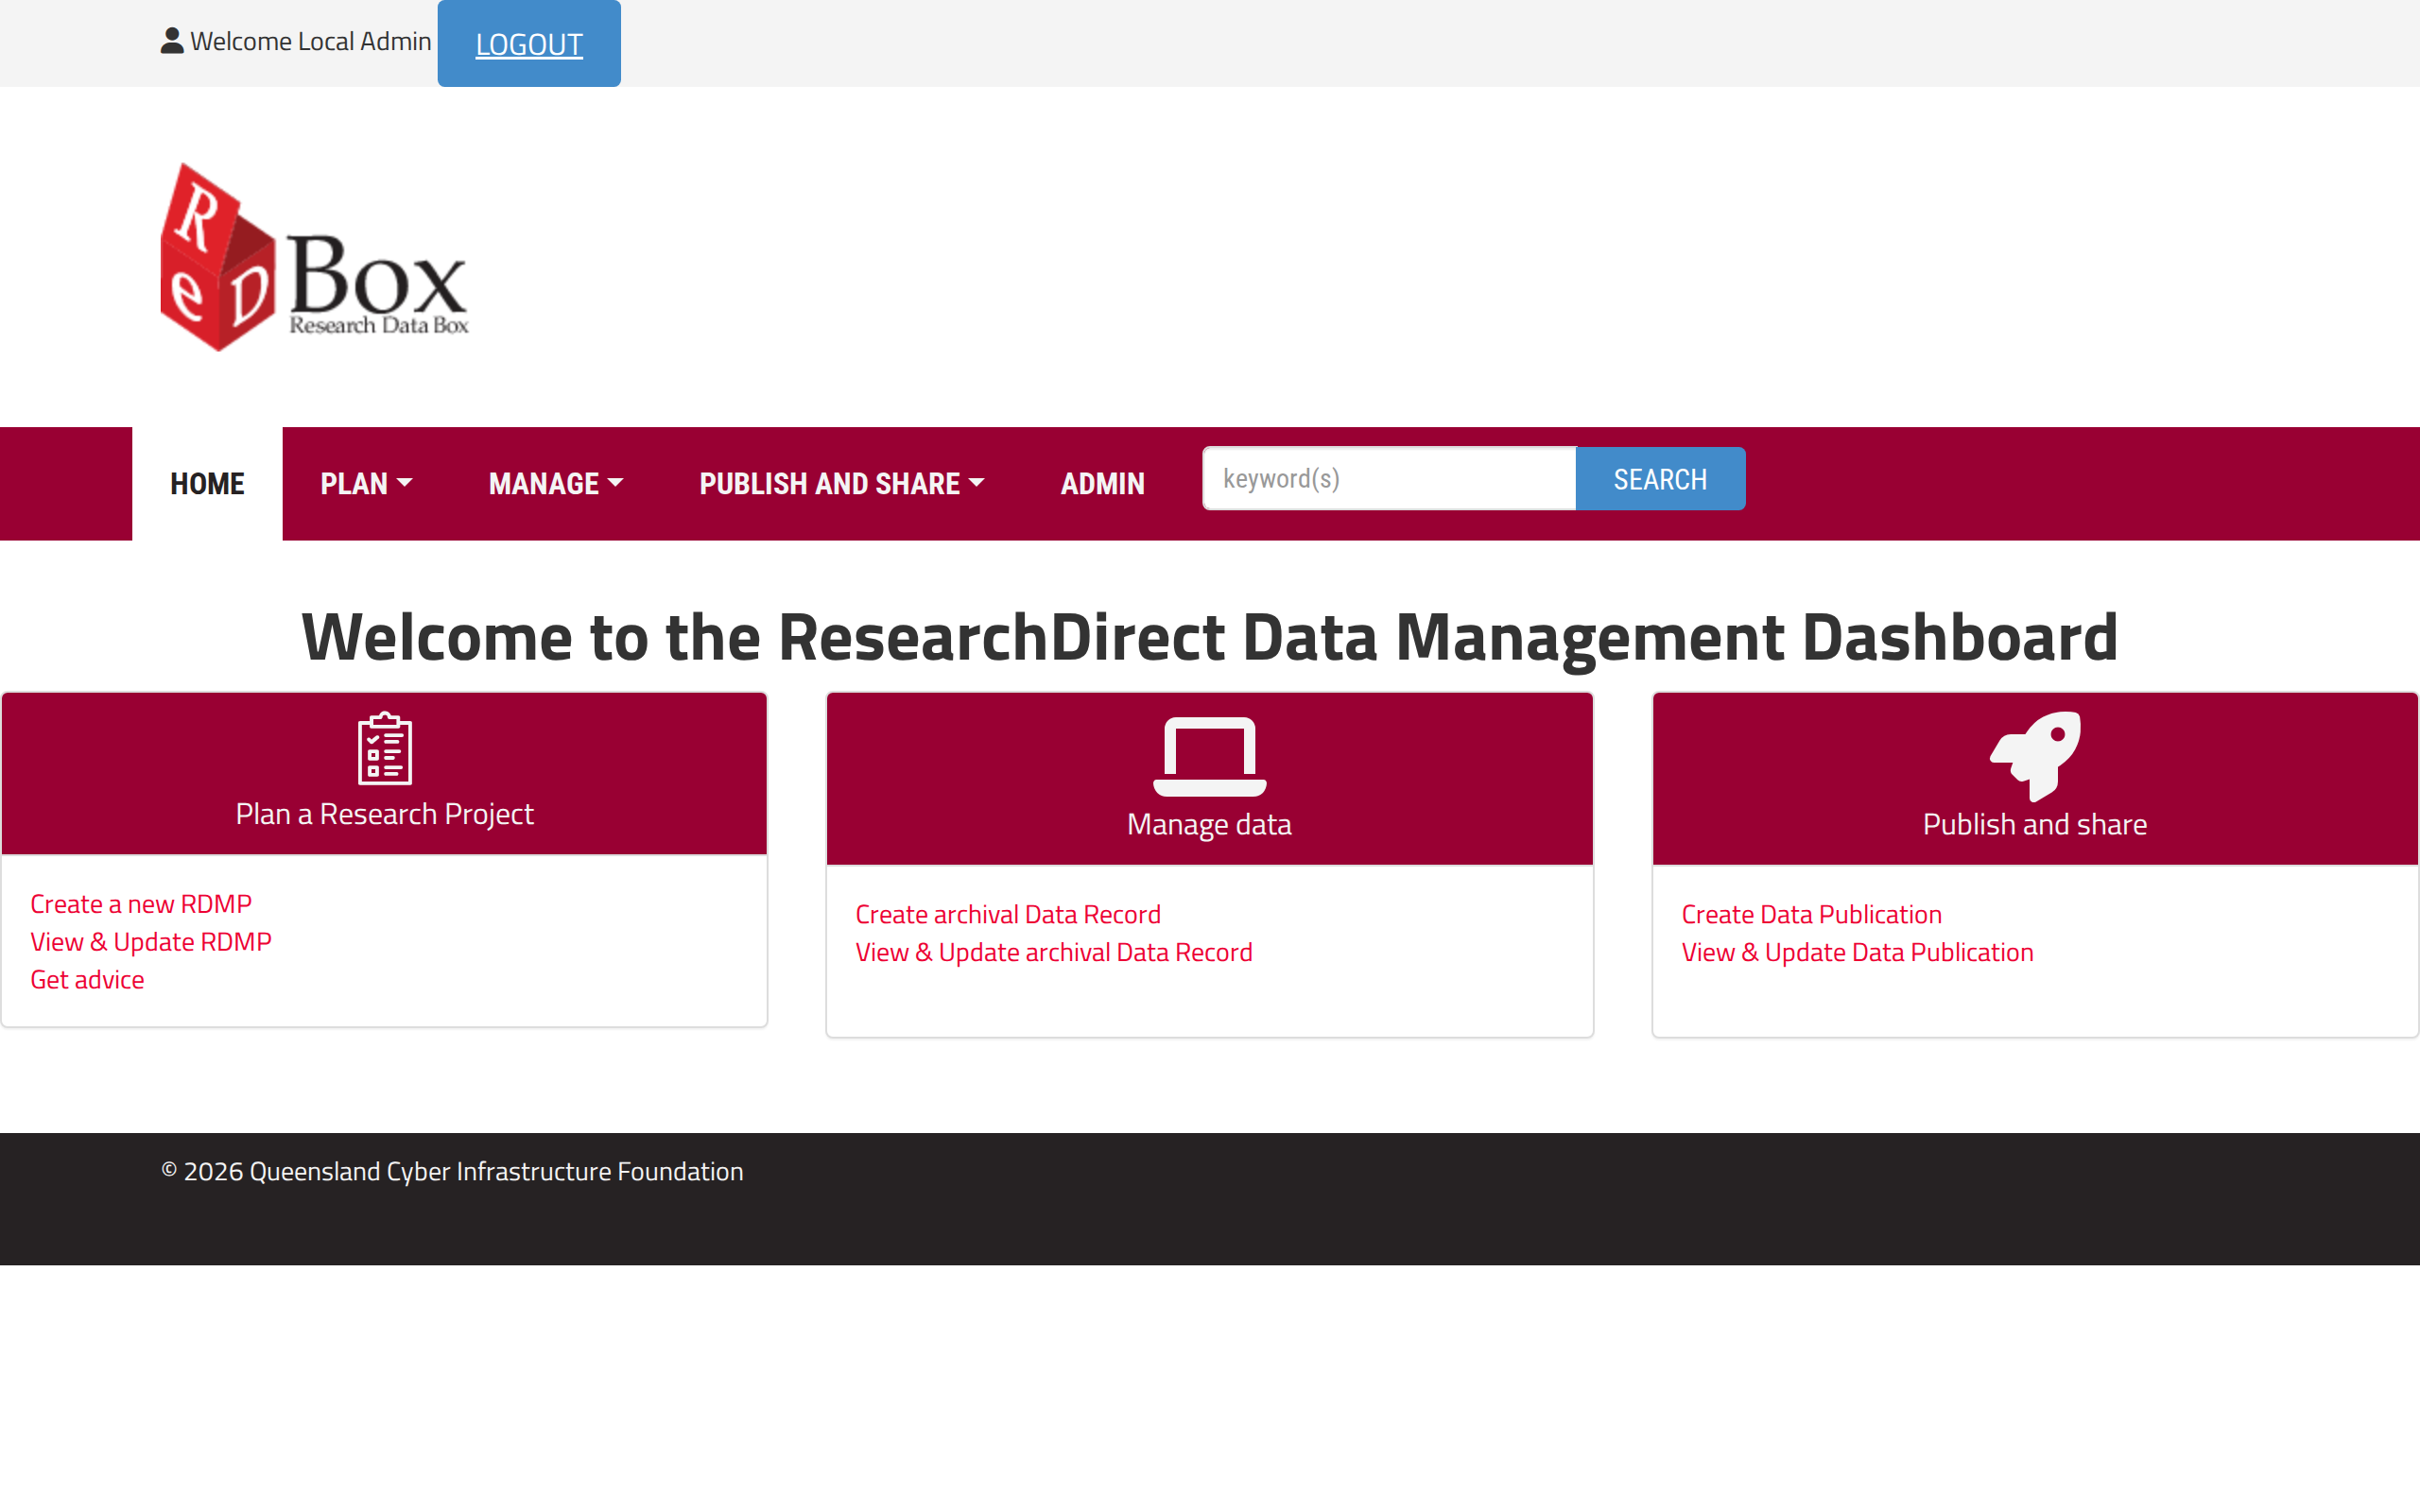 Welcome Local Admin LOGOUT
R
e D
Box
Research Data Box
HOME PLAN MANAGE PUBLISH AND SHARE ADMIN keyword(s) SEARCH
Welcome to the ResearchDirect Data Management Dashboard
Plan a Research Project
Create a new RDMP
View & Update RDMP
Get advice
Manage data
Create archival Data Record
View & Update archival Data Record
Publish and share
Create Data Publication
View & Update Data Publication
© 2026 Queensland Cyber Infrastructure Foundation